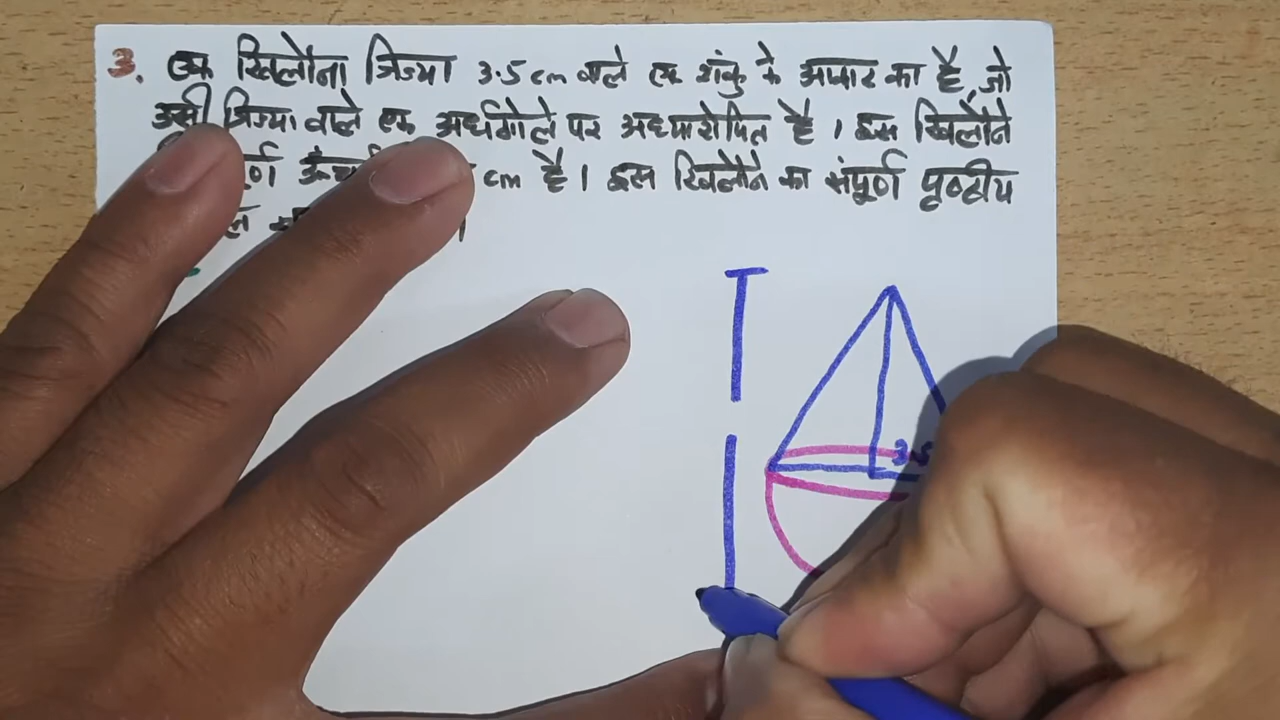 3. एक खिलौना त्रिज्या 3.5 cm वाले एक शंकु के आकार का है, जो
उसी त्रिज्या वाले एक अर्धगोले पर अध्यारोपित है। इस खिलौने
cm है। इस खिलौने का संपूर्ण पृष्ठीय
3.5